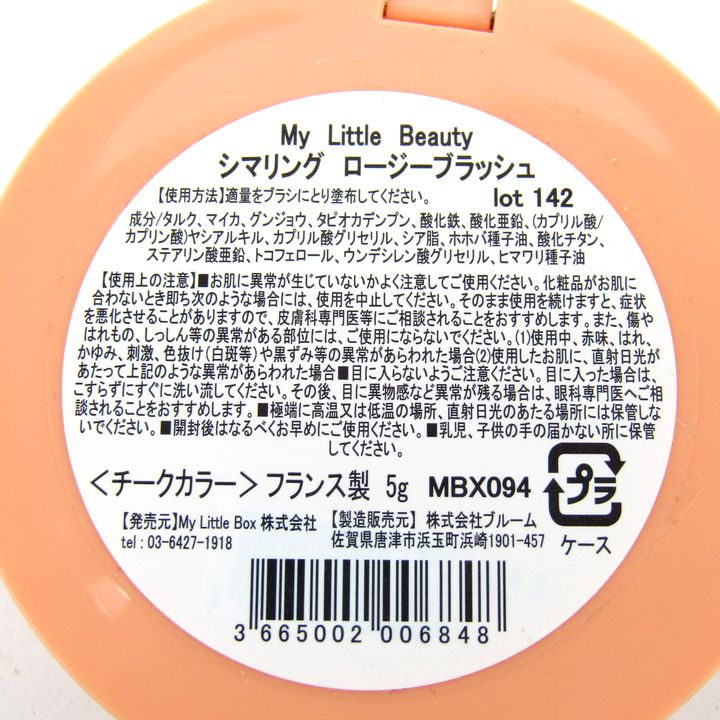 My Little Beauty
シマリング ロージーブラッシュ
【使用方法】適量をブラシにとり塗布してください。 lot 142
成分/タルク、マイカ、グンジョウ、タピオカデンプン、酸化鉄、酸化亜鉛、(カプリル酸/
カプリン酸)ヤシアルキル、カプリル酸グリセリル、シア脂、ホホバ種子油、酸化チタン、
ステアリン酸亜鉛、トコフェロール、ウンデシレン酸グリセリル、ヒマワリ種子油
【使用上の注意】■お肌に異常が生じていないかよく注意してご使用ください。化粧品がお肌に
合わないとき即ち次のような場合には、使用を中止してください。そのまま使用を続けますと、症状
を悪化させることがありますので、皮膚科専門医等にご相談されることをおすすめします。また、傷や
はれもの、しっしん等の異常がある部位には、ご使用にならないでください。(1)使用中、赤味、はれ、
かゆみ、刺激、色抜け(白斑等)や黒ずみ等の異常があらわれた場合(2)使用したお肌に、直射日光が
あたって上記のような異常があらわれた場合■目に入らないようご注意ください。目に入った場合は、
こすらずにすぐに洗い流してください。その後、目に異物感など異常が残る場合は、眼科専門医へご相
談されることをおすすめします。■極端に高温又は低温の場所、直射日光のあたる場所には保管しな
いでください。■開封後はなるべくお早めにご使用ください。■乳児、子供の手の届かない所に保管
してください。
＜チークカラー＞フランス製 5g MBX094 プラ
【発売元】My Little Box 株式会社 【製造販売元】 株式会社ブルーム
tel : 03-6427-1918 佐賀県唐津市浜玉町浜崎1901-457 ケース
3 665002 006848